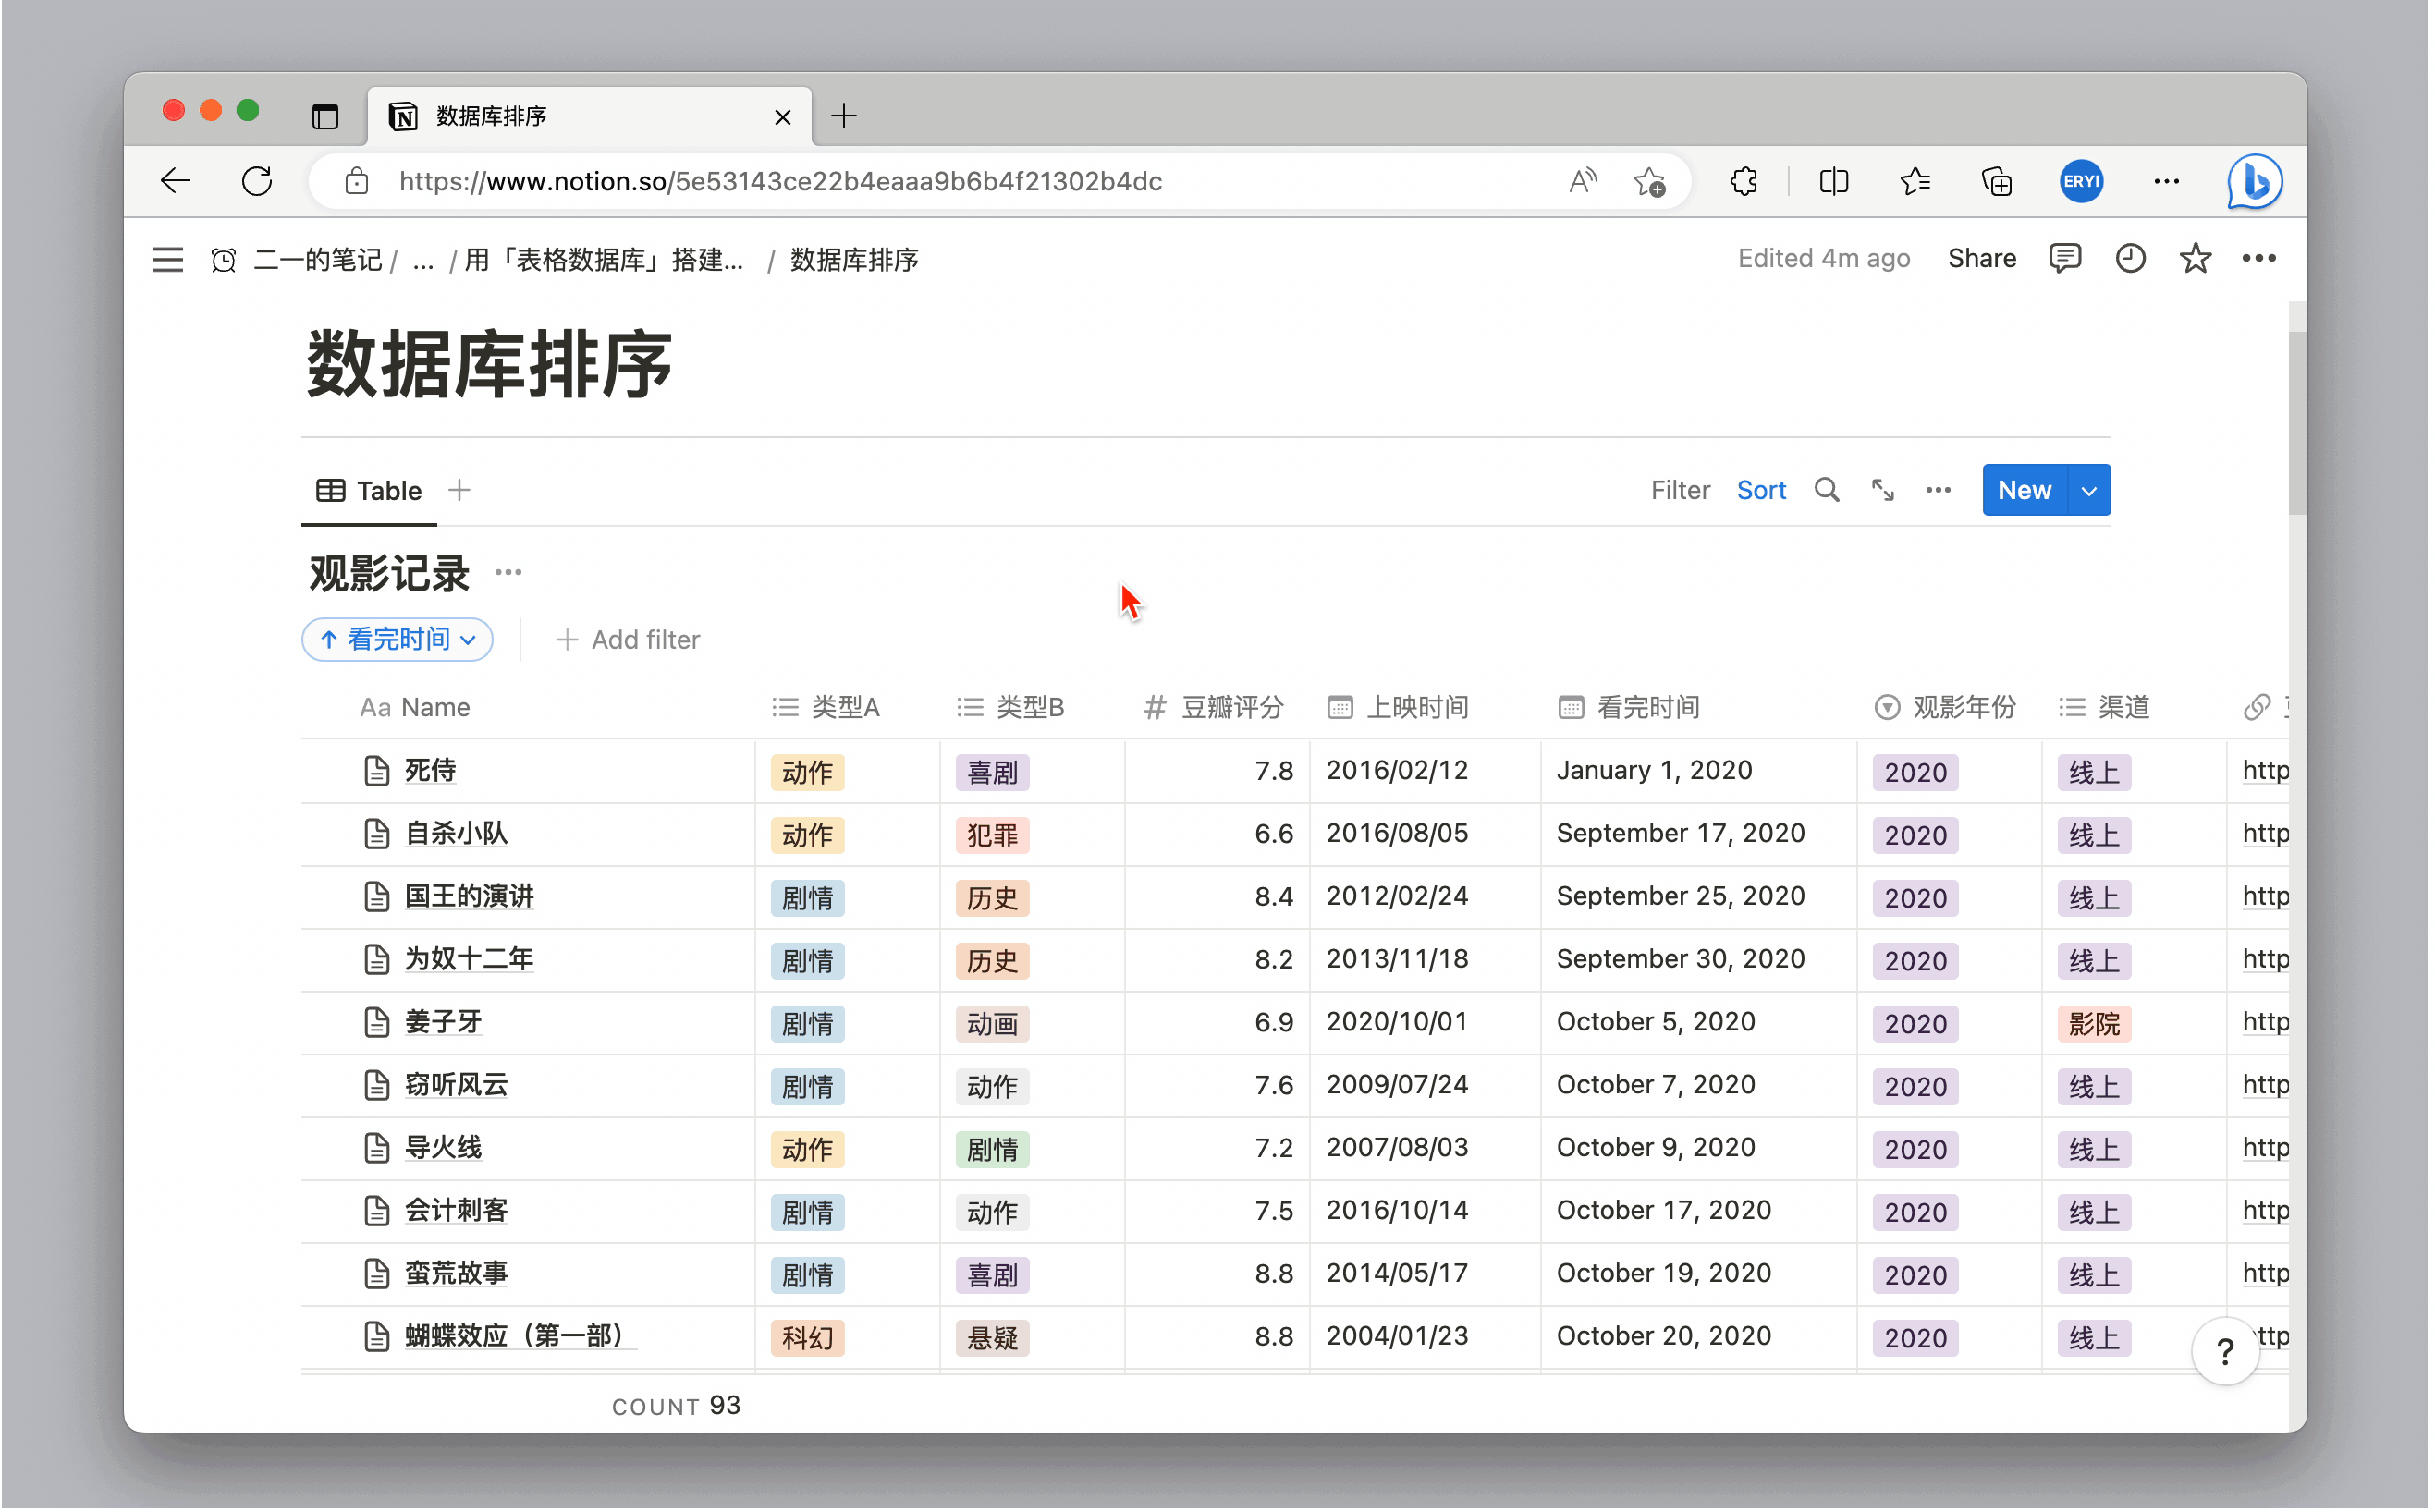 数据库排序
https://www.notion.so/5e53143ce22b4eaaa9b6b4f21302b4dc
ERYI
二一的笔记 / ... / 用「表格数据库」搭建... / 数据库排序
Edited 4m ago Share
数据库排序
Table
Filter Sort New
观影记录
看完时间 Add filter
Aa Name 类型A 类型B # 豆瓣评分 上映时间 看完时间 观影年份 渠道
死侍 动作 喜剧 7.8 2016/02/12 January 1, 2020 2020 线上 http
自杀小队 动作 犯罪 6.6 2016/08/05 September 17, 2020 2020 线上 http
国王的演讲 剧情 历史 8.4 2012/02/24 September 25, 2020 2020 线上 http
为奴十二年 剧情 历史 8.2 2013/11/18 September 30, 2020 2020 线上 http
姜子牙 剧情 动画 6.9 2020/10/01 October 5, 2020 2020 影院 http
窃听风云 剧情 动作 7.6 2009/07/24 October 7, 2020 2020 线上 http
导火线 动作 剧情 7.2 2007/08/03 October 9, 2020 2020 线上 http
会计刺客 剧情 动作 7.5 2016/10/14 October 17, 2020 2020 线上 http
蛮荒故事 剧情 喜剧 8.8 2014/05/17 October 19, 2020 2020 线上 http
蝴蝶效应（第一部） 科幻 悬疑 8.8 2004/01/23 October 20, 2020 2020 线上 ttp
?
COUNT 93